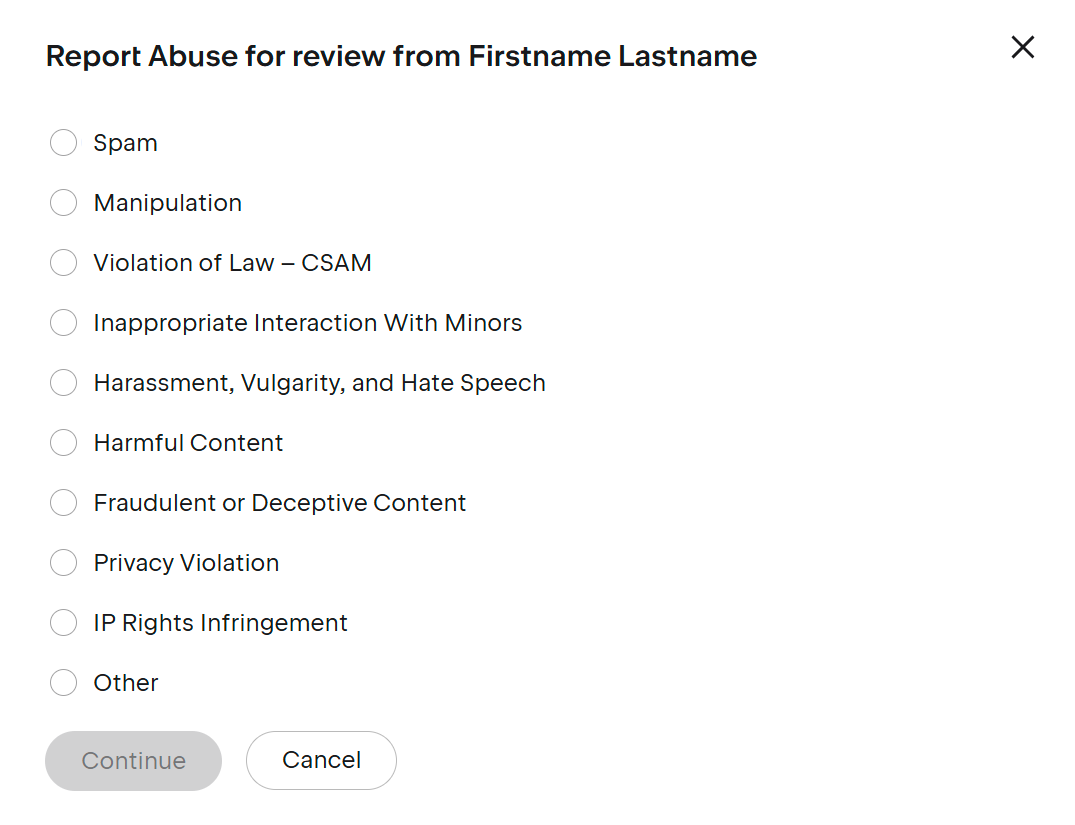 Report Abuse for review from Firstname Lastname
Spam
Manipulation
Violation of Law – CSAM
Inappropriate Interaction With Minors
Harassment, Vulgarity, and Hate Speech
Harmful Content
Fraudulent or Deceptive Content
Privacy Violation
IP Rights Infringement
Other
Continue
Cancel